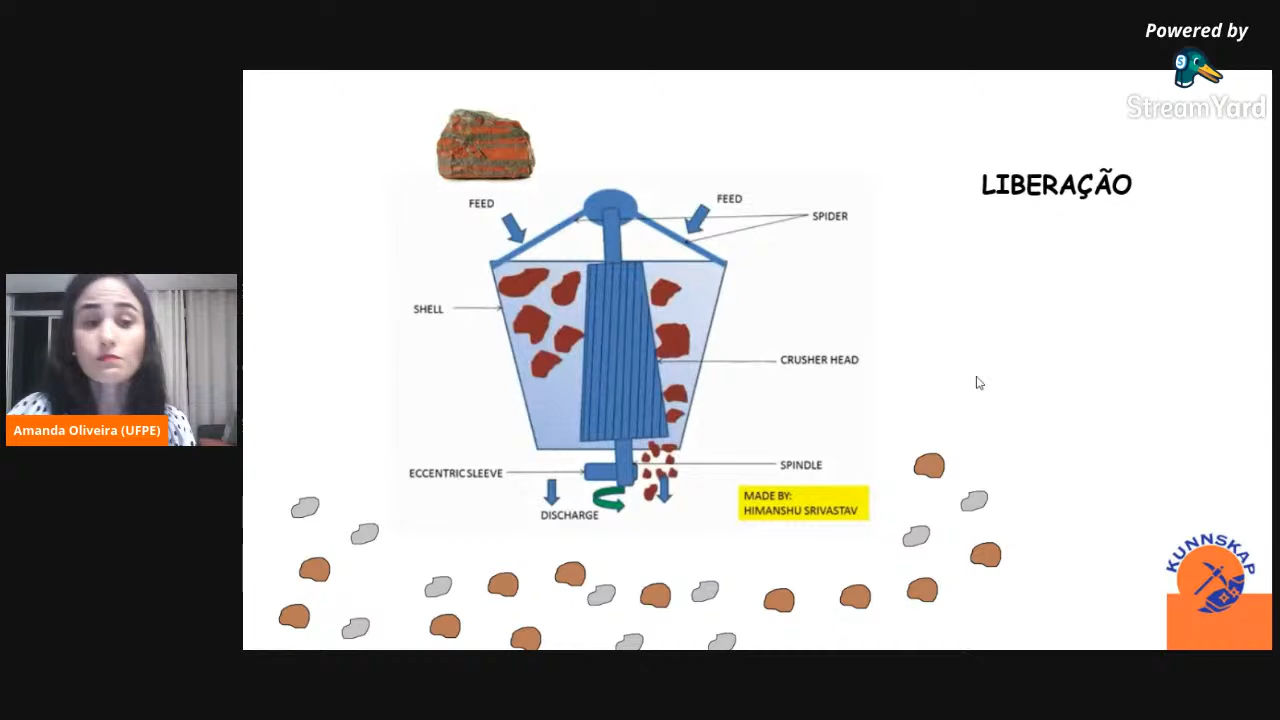 Powered by
StreamYard
LIBERAÇÃO
FEED
FEED
SPIDER
SHELL
CRUSHER HEAD
ECCENTRIC SLEEVE
SPINDLE
DISCHARGE
MADE BY:
HIMANSHU SRIVASTAV
Amanda Oliveira (UFPE)
KUNNSKAP